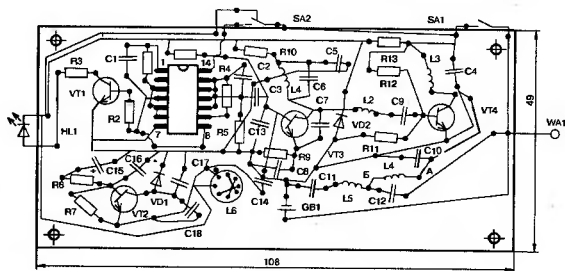 SA2
SA1
R3
C1
1
14
R4
R10
C2
C5
R13
R12
L3
C4
VT1
C3
L4
C6
HL1
R2
7
8
R5
C13
C7
L2
C9
VD2
VT4
WA1
49
C15
C16
C17
R9
C8
VT3
R11
C10
L4
R6
R7
VT2
VD1
C18
L6
C14
GB1
C11
L5
Б
C12
A
108